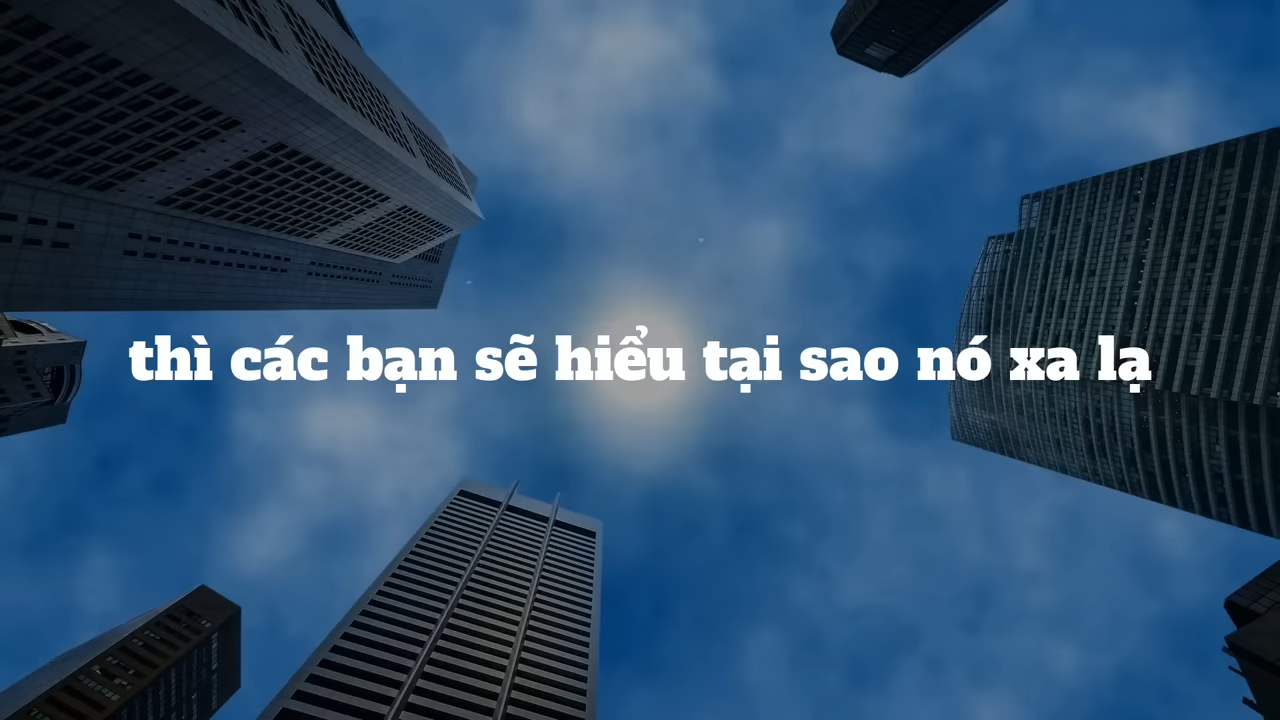 thì các bạn sẽ hiểu tại sao nó xa lạ